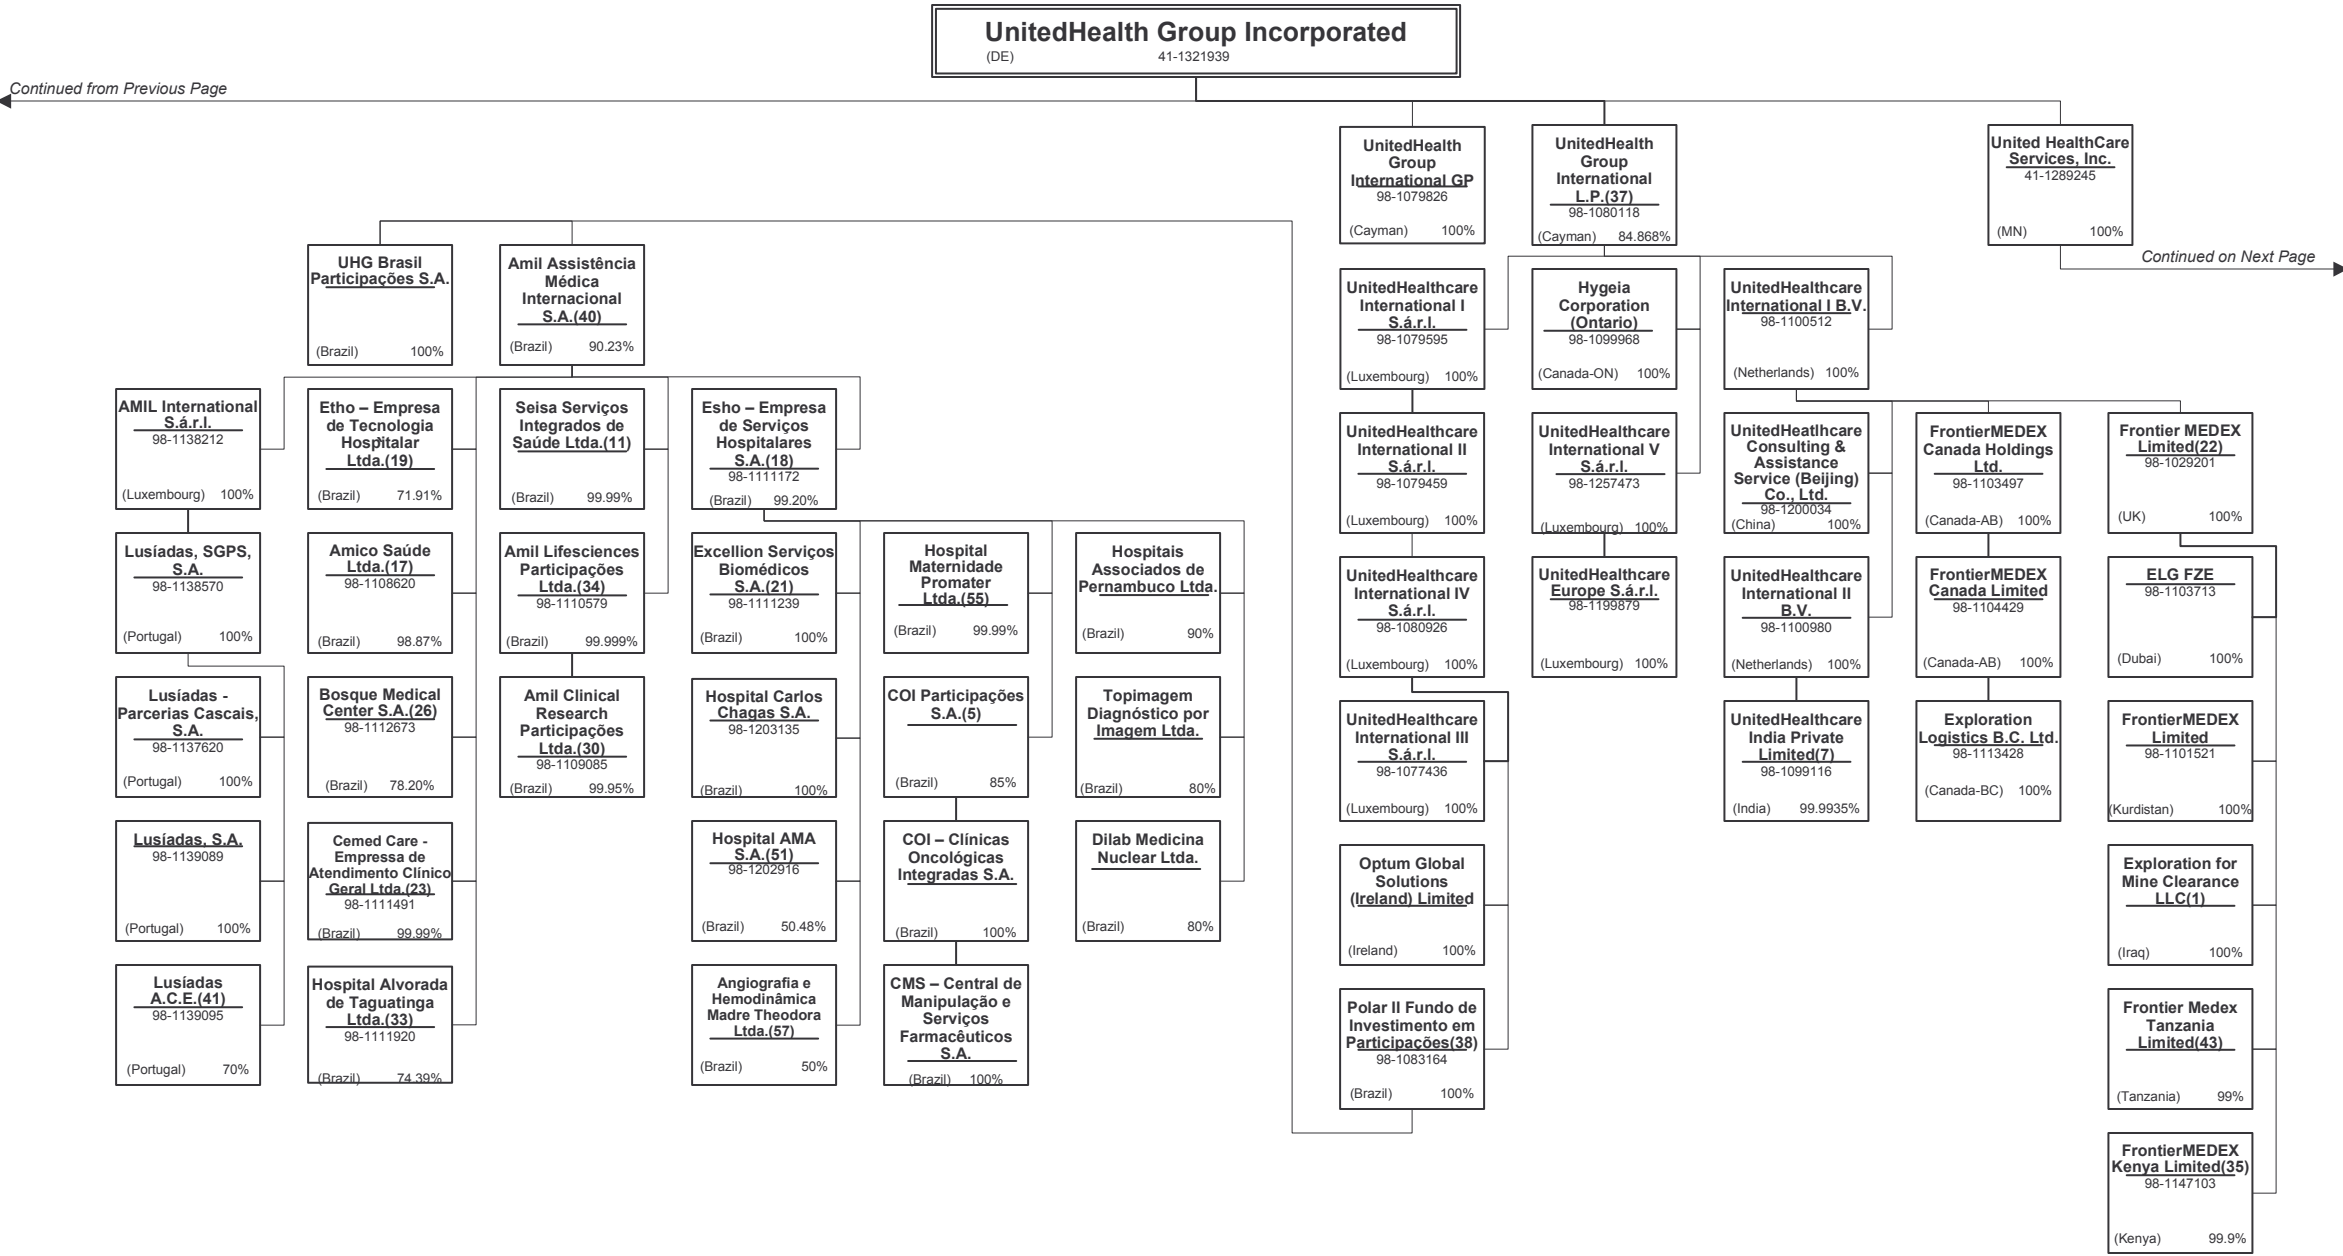 UnitedHealth Group Incorporated
(DE) 41-1321939
Continued from Previous Page
UnitedHealth
Group
International GP
98-1079826
(Cayman) 100%
UnitedHealth
Group
International
L.P.(37)
98-1080118
(Cayman) 84.868%
United HealthCare
Services, Inc.
41-1289245
(MN) 100%
Continued on Next Page
UHG Brasil
Participações S.A.
(Brazil) 100%
Amil Assistência
Médica
Internacional
S.A.(40)
(Brazil) 90.23%
UnitedHealthcare
International I
S.á.r.l.
98-1079595
(Luxembourg) 100%
Hygeia
Corporation
(Ontario)
98-1099968
(Canada-ON) 100%
UnitedHealthcare
International I B.V.
98-1100512
(Netherlands) 100%
AMIL International
S.á.r.l.
98-1138212
(Luxembourg) 100%
Etho – Empresa
de Tecnologia
Hospitalar
Ltda.(19)
(Brazil) 71.91%
Seisa Serviços
Integrados de
Saúde Ltda.(11)
(Brazil) 99.99%
Esho – Empresa
de Serviços
Hospitalares
S.A.(18)
98-1111172
(Brazil) 99.20%
UnitedHealthcare
International II
S.á.r.l.
98-1079459
(Luxembourg) 100%
UnitedHealthcare
International V
S.á.r.l.
98-1257473
(Luxembourg) 100%
UnitedHeatlhcare
Consulting &
Assistance
Service (Beijing)
Co., Ltd.
98-1200034
(China) 100%
FrontierMEDEX
Canada Holdings
Ltd.
98-1103497
(Canada-AB) 100%
Frontier MEDEX
Limited(22)
98-1029201
(UK) 100%
Lusíadas, SGPS,
S.A.
98-1138570
(Portugal) 100%
Amico Saúde
Ltda.(17)
98-1108620
(Brazil) 98.87%
Amil Lifesciences
Participações
Ltda.(34)
98-1110579
(Brazil) 99.999%
Excellion Serviços
Biomédicos
S.A.(21)
98-1111239
(Brazil) 100%
Hospital
Maternidade
Promater
Ltda.(55)
(Brazil) 99.99%
Hospitais
Associados de
Pernambuco Ltda.
(Brazil) 90%
UnitedHealthcare
International IV
S.á.r.l.
98-1080926
(Luxembourg) 100%
UnitedHealthcare
Europe S.á.r.l.
98-1199879
(Luxembourg) 100%
UnitedHealthcare
International II
B.V.
98-1100980
(Netherlands) 100%
FrontierMEDEX
Canada Limited
98-1104429
(Canada-AB) 100%
ELG FZE
98-1103713
(Dubai) 100%
Lusíadas -
Parcerias Cascais,
S.A.
98-1137620
(Portugal) 100%
Bosque Medical
Center S.A.(26)
98-1112673
(Brazil) 78.20%
Amil Clinical
Research
Participações
Ltda.(30)
98-1109085
(Brazil) 99.95%
Hospital Carlos
Chagas S.A.
98-1203135
(Brazil) 100%
COI Participações
S.A.(5)
(Brazil) 85%
Topimagem
Diagnóstico por
Imagem Ltda.
(Brazil) 80%
UnitedHealthcare
International III
S.á.r.l.
98-1077436
(Luxembourg) 100%
UnitedHealthcare
India Private
Limited(7)
98-1099116
(India) 99.9935%
Exploration
Logistics B.C. Ltd.
98-1113428
(Canada-BC) 100%
FrontierMEDEX
Limited
98-1101521
(Kurdistan) 100%
Lusíadas, S.A.
98-1139089
(Portugal) 100%
Cemed Care -
Empressa de
Atendimento Clínico
Geral Ltda.(23)
98-1111491
(Brazil) 99.99%
Hospital AMA
S.A.(51)
98-1202916
(Brazil) 50.48%
COI – Clínicas
Oncológicas
Integradas S.A.
(Brazil) 100%
Dilab Medicina
Nuclear Ltda.
(Brazil) 80%
Optum Global
Solutions
(Ireland) Limited
(Ireland) 100%
Exploration for
Mine Clearance
LLC(1)
(Iraq) 100%
Lusíadas
A.C.E.(41)
98-1139095
(Portugal) 70%
Hospital Alvorada
de Taguatinga
Ltda.(33)
98-1111920
(Brazil) 74.39%
Angiografia e
Hemodinâmica
Madre Theodora
Ltda.(57)
(Brazil) 50%
CMS – Central de
Manipulação e
Serviços
Farmacêuticos
S.A.
(Brazil) 100%
Polar II Fundo de
Investimento em
Participações(38)
98-1083164
(Brazil) 100%
Frontier Medex
Tanzania
Limited(43)
(Tanzania) 99%
FrontierMEDEX
Kenya Limited(35)
98-1147103
(Kenya) 99.9%